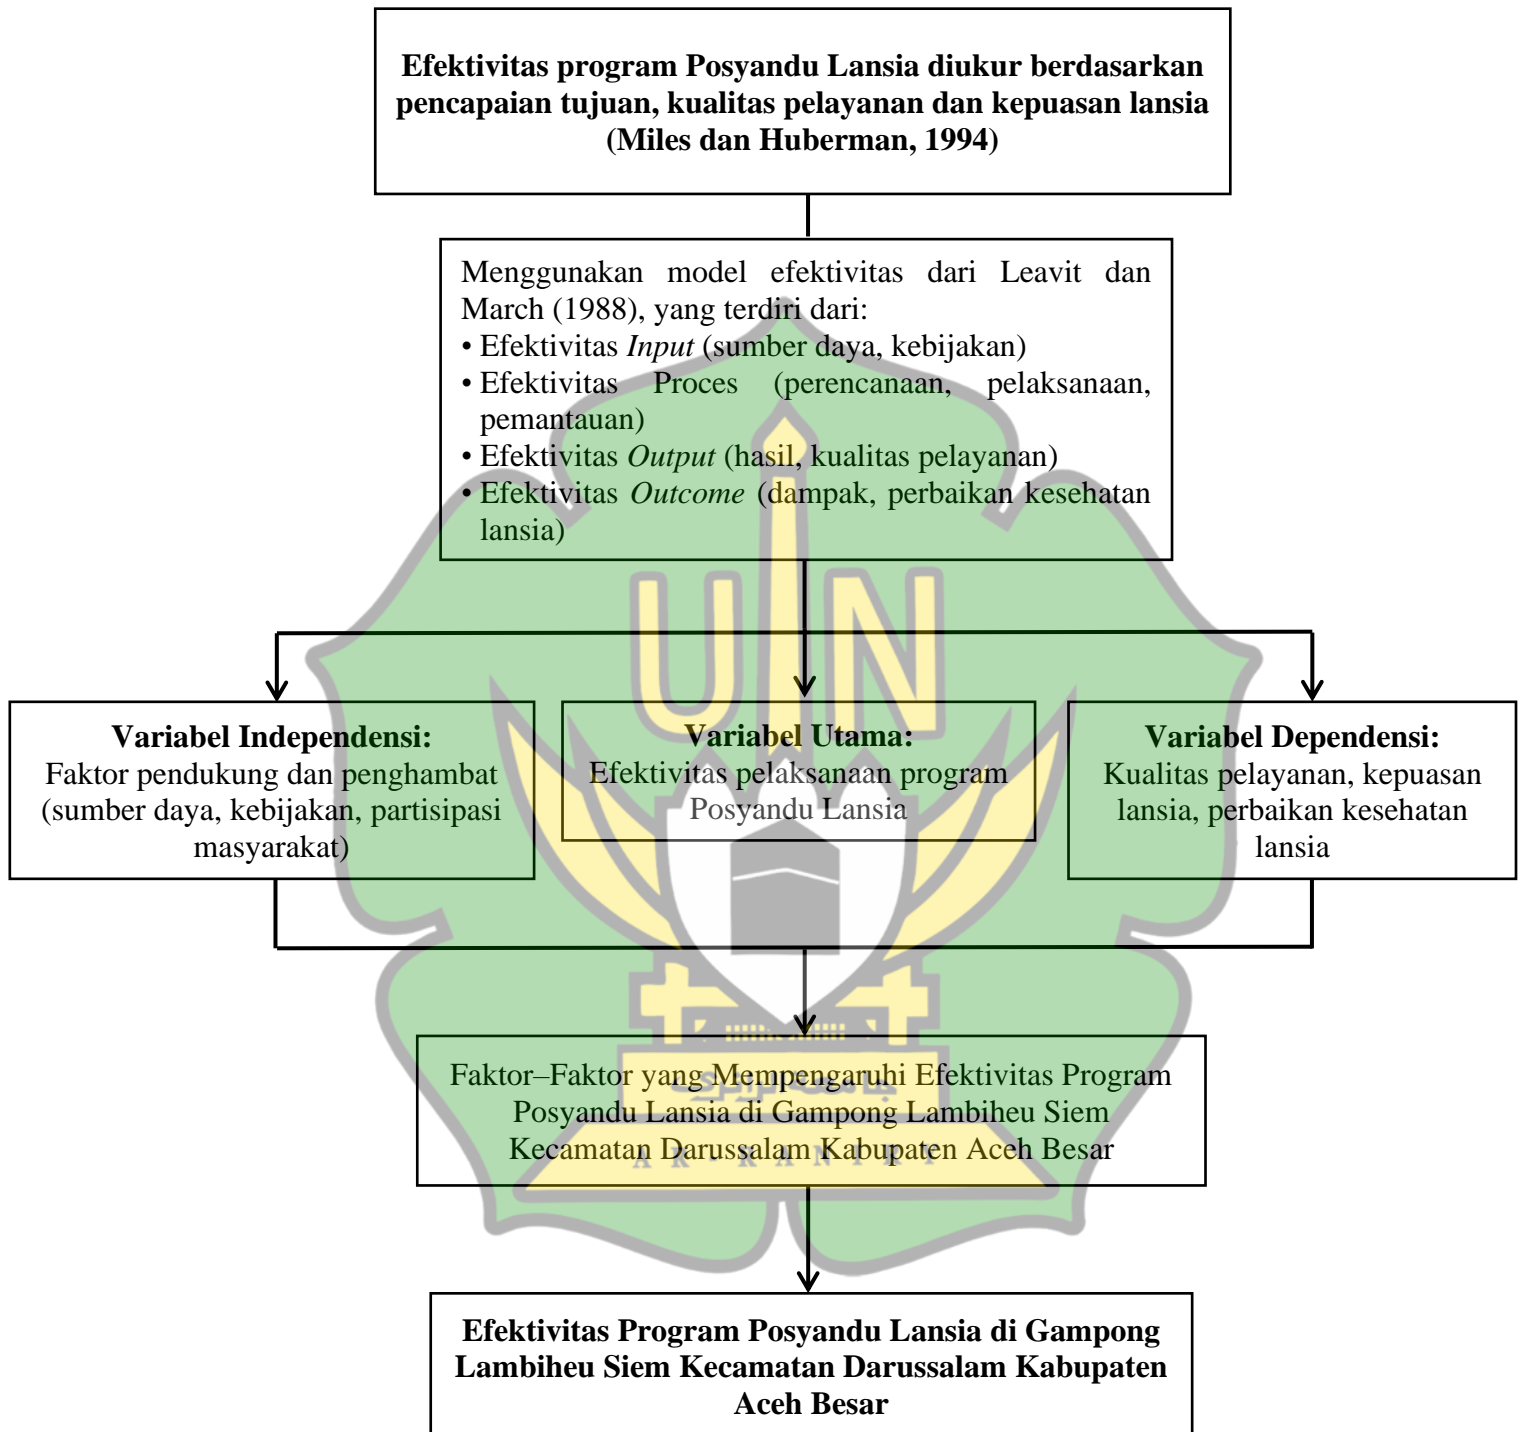 Efektivitas program Posyandu Lansia diukur berdasarkan
pencapaian tujuan, kualitas pelayanan dan kepuasan lansia
(Miles dan Huberman, 1994)
Menggunakan model efektivitas dari Leavit dan
March (1988), yang terdiri dari:
• Efektivitas Input (sumber daya, kebijakan)
• Efektivitas Proces (perencanaan, pelaksanaan,
pemantauan)
• Efektivitas Output (hasil, kualitas pelayanan)
• Efektivitas Outcome (dampak, perbaikan kesehatan
lansia)
UIN
Variabel Independensi:
Faktor pendukung dan penghambat
(sumber daya, kebijakan, partisipasi
masyarakat)
Variabel Utama:
Efektivitas pelaksanaan program
Posyandu Lansia
Variabel Dependensi:
Kualitas pelayanan, kepuasan
lansia, perbaikan kesehatan
lansia
Faktor–Faktor yang Mempengaruhi Efektivitas Program
Posyandu Lansia di Gampong Lambiheu Siem
Kecamatan Darussalam Kabupaten Aceh Besar
جامعة الرانري
AR-RANIRY
Efektivitas Program Posyandu Lansia di Gampong
Lambiheu Siem Kecamatan Darussalam Kabupaten
Aceh Besar